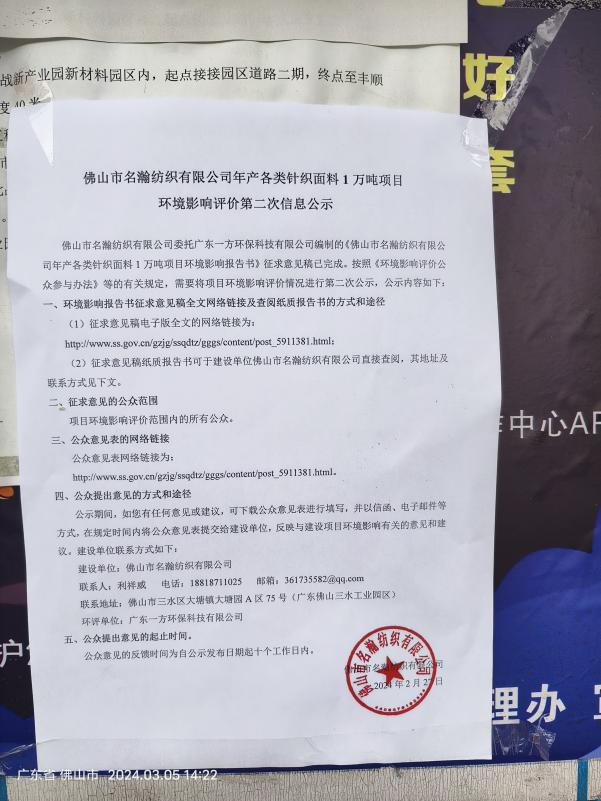 战新产业园新材料园区内，起点接接园区道路二期，终点至丰顺
度 40 米
好
套
佛山市名瀚纺织有限公司年产各类针织面料 1 万吨项目
环境影响评价第二次信息公示
佛山市名瀚纺织有限公司委托广东一方环保科技有限公司编制的《佛山市名瀚纺织有限公
司年产各类针织面料 1 万吨项目环境影响报告书》征求意见稿已完成。按照《环境影响评价公
众参与办法》等的有关规定，需要将项目环境影响评价情况进行第二次公示，公示内容如下：
一、环境影响报告书征求意见稿全文网络链接及查阅纸质报告书的方式和途径
（1）征求意见稿电子版全文的网络链接为：
http://www.ss.gov.cn/gzjg/ssqdtz/gggs/content/post_5911381.html；
（2）征求意见稿纸质报告书可于建设单位佛山市名瀚纺织有限公司直接查阅，其地址及
联系方式见下文。
二、征求意见的公众范围
项目环境影响评价范围内的所有公众。
三、公众意见表的网络链接
公众意见表网络链接为：
http://www.ss.gov.cn/gzjg/ssqdtz/gggs/content/post_5911381.html。
四、公众提出意见的方式和途径
公示期间，如您有任何意见或建议，可下载公众意见表进行填写，并以信函、电子邮件等
方式，在规定时间内将公众意见表提交给建设单位，反映与建设项目环境影响有关的意见和建
议。建设单位联系方式如下：
建设单位：佛山市名瀚纺织有限公司
联系人：利祥威 电话：18818711025 邮箱：361735582@qq.com
联系地址：佛山市三水区大塘镇大塘园 A 区 75 号（广东佛山三水工业园区）
环评单位：广东一方环保科技有限公司
五、公众提出意见的起止时间。
公众意见的反馈时间为自公示发布日期起十个工作日内。
佛山市名瀚纺织有限公司
2024 年 2 月 27 日
佛山市名瀚纺织有限公司
中心AP
户
理办
广东省 佛山市 2024.03.05 14:22